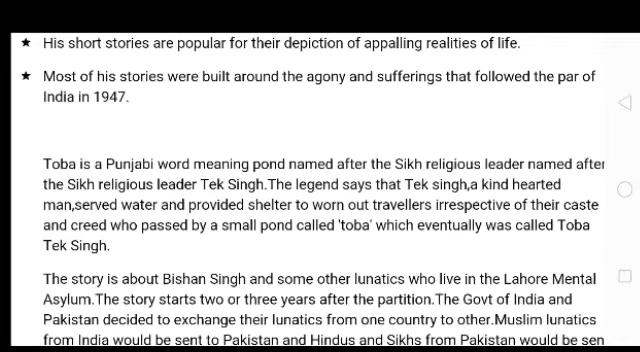 ★ His short stories are popular for their depiction of appalling realities of life.
★ Most of his stories were built around the agony and sufferings that followed the par of
India in 1947.
Toba is a Punjabi word meaning pond named after the Sikh religious leader named after
the Sikh religious leader Tek Singh.The legend says that Tek singh,a kind hearted
man,served water and provided shelter to worn out travellers irrespective of their caste
and creed who passed by a small pond called 'toba' which eventually was called Toba
Tek Singh.
The story is about Bishan Singh and some other lunatics who live in the Lahore Mental
Asylum.The story starts two or three years after the partition.The Govt of India and
Pakistan decided to exchange their lunatics from one country to other.Muslim lunatics
from India would be sent to Pakistan and Hindus and Sikhs from Pakistan would be sen